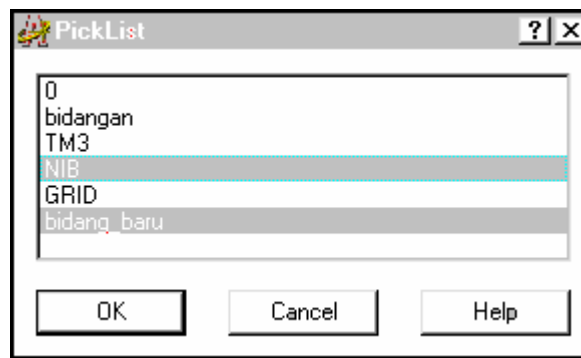 PickList
0
bidangan
TM3
NIB
GRID
bidang_baru
OK
Cancel
Help